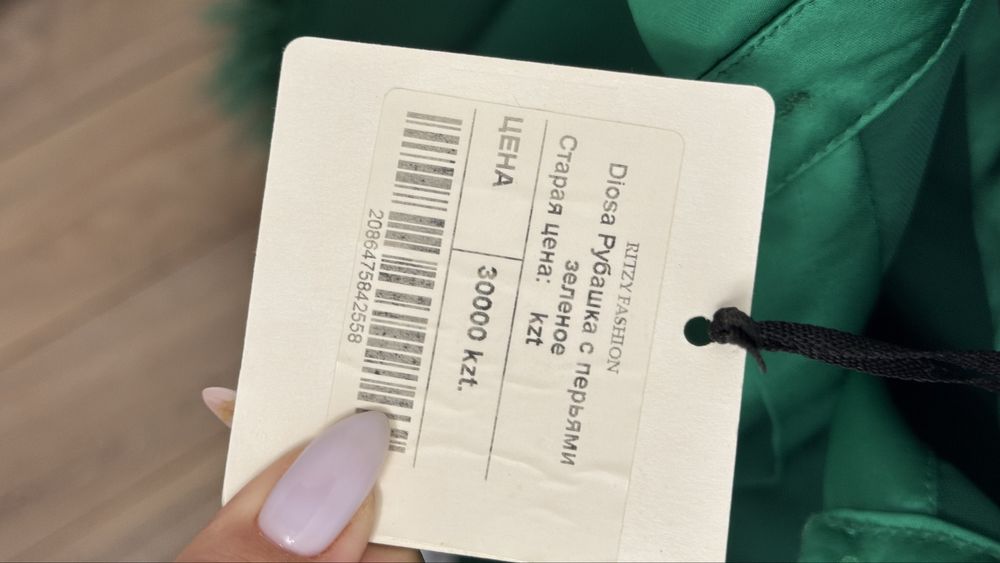 RITZY FASHION
Diosa Рубашка с перьями
зеленое
Старая цена: kzt
ЦЕНА 30000 kzt.
2086475842558